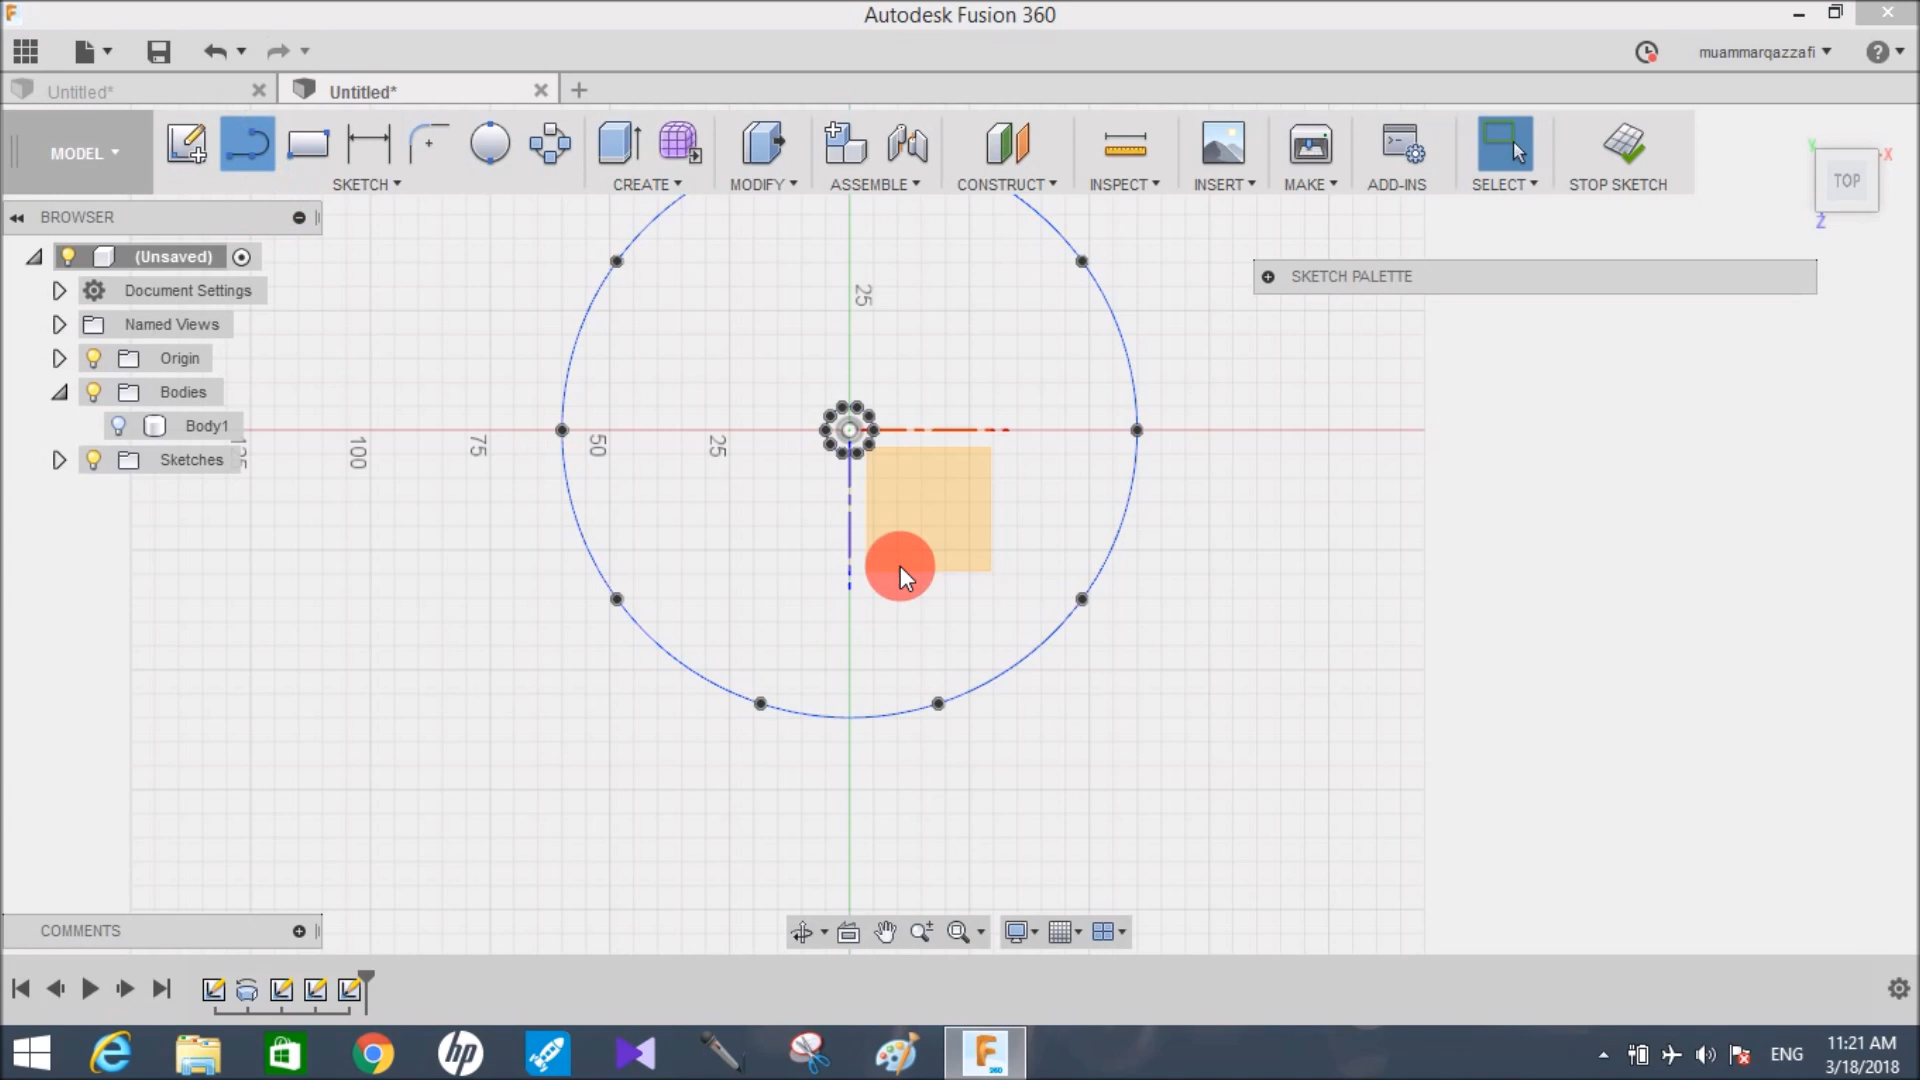 Autodesk Fusion 360
muammarqazzafi
Untitled*
Untitled*
MODEL
SKETCH
CREATE
MODIFY
ASSEMBLE
CONSTRUCT
INSPECT
INSERT
MAKE
ADD-INS
SELECT
STOP SKETCH
Y
X
TOP
Z
BROWSER
(Unsaved)
Document Settings
Named Views
Origin
Bodies
Body1
Sketches
SKETCH PALETTE
25
125
100
75
50
25
COMMENTS
ENG
11:21 AM
3/18/2018